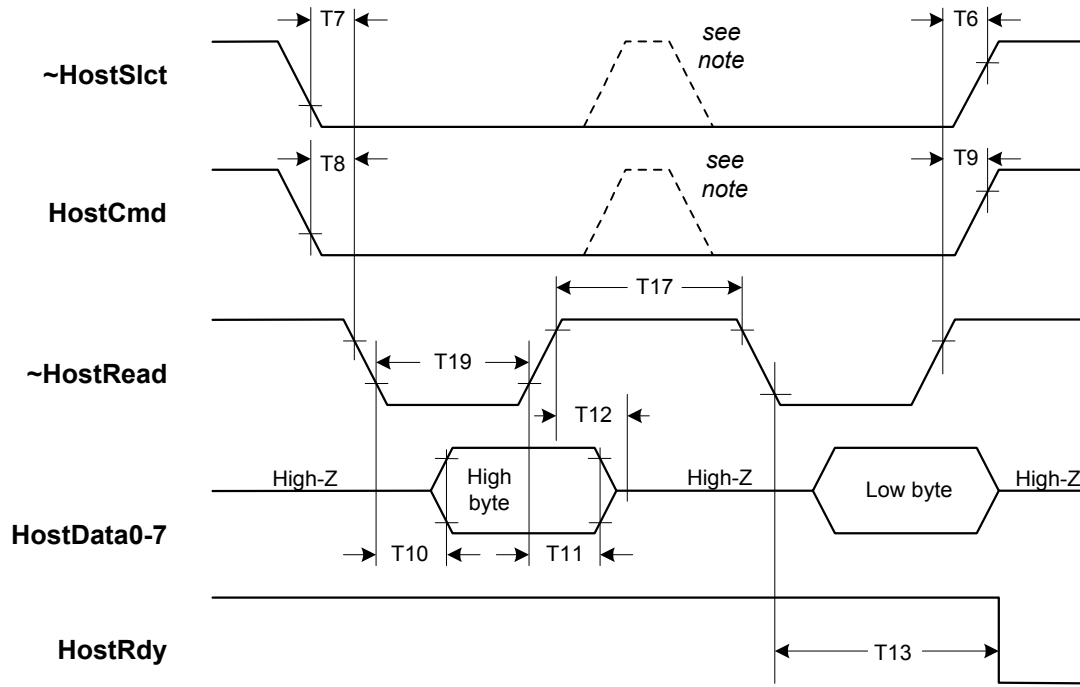 T7
T6
~HostSlct
see
note
T8
T9
HostCmd
see
note
T17
~HostRead
T19
T12
High-Z
High
byte
High-Z
Low byte
High-Z
HostData0-7
T10
T11
HostRdy
T13